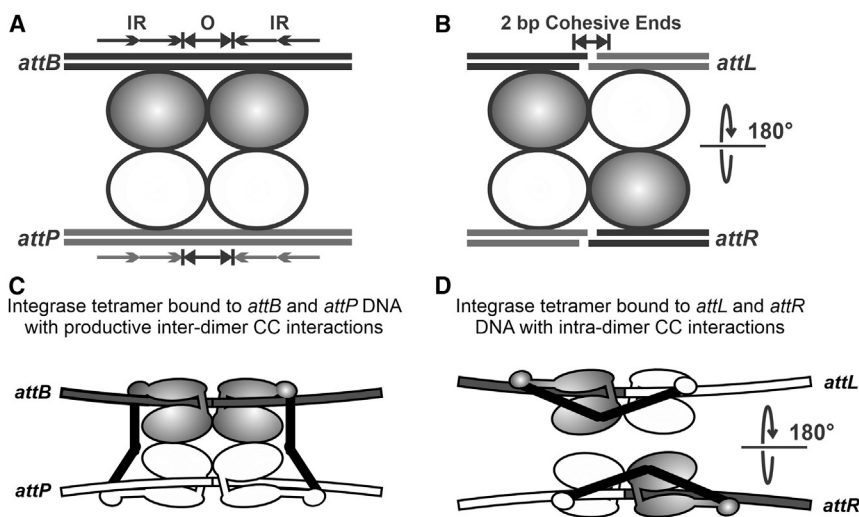 A
IR O IR
attB
attP
B
2 bp Cohesive Ends
attL
180°
attR
C
Integrase tetramer bound to attB and attP DNA
with productive inter-dimer CC interactions
attB
attP
D
Integrase tetramer bound to attL and attR
DNA with intra-dimer CC interactions
attL
180°
attR